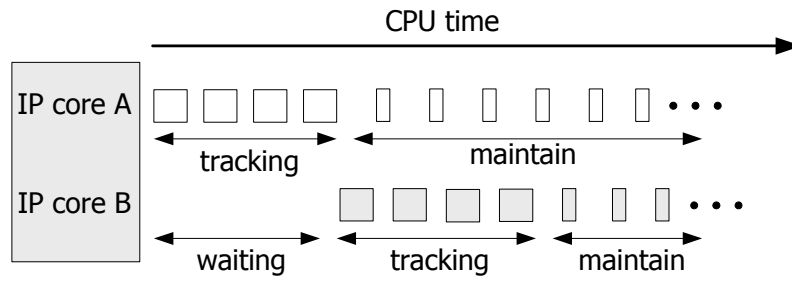 CPU time
IP core A
tracking
maintain
IP core B
waiting
tracking
maintain